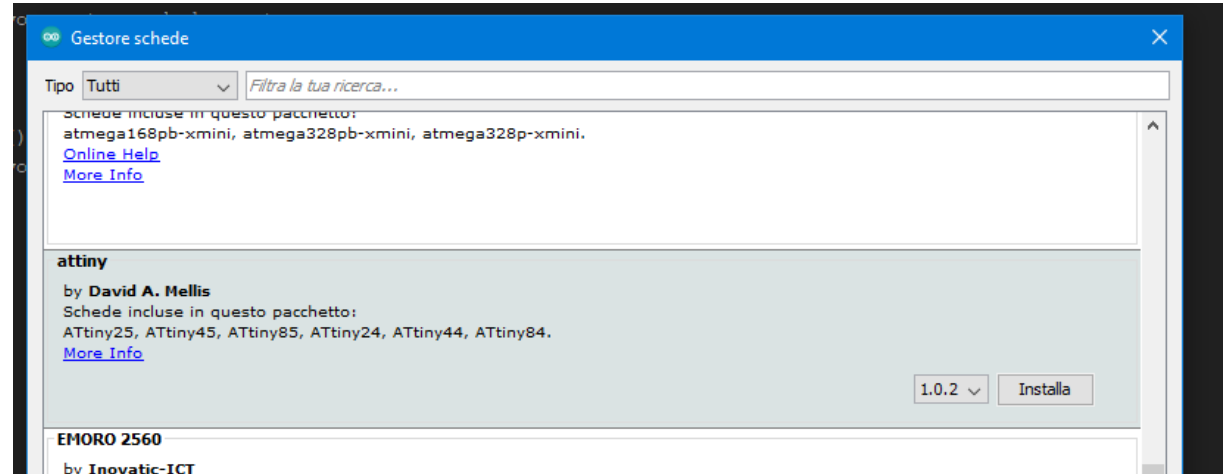 Gestore schede
Tipo Tutti Filtra la tua ricerca...
Schede incluse in questo pacchetto:
atmega168pb-xmini, atmega328pb-xmini, atmega328p-xmini.
Online Help
More Info
attiny
by David A. Mellis
Schede incluse in questo pacchetto:
ATtiny25, ATtiny45, ATtiny85, ATtiny24, ATtiny44, ATtiny84.
More Info
1.0.2 Installa
EMORO 2560
by Inovatic-ICT